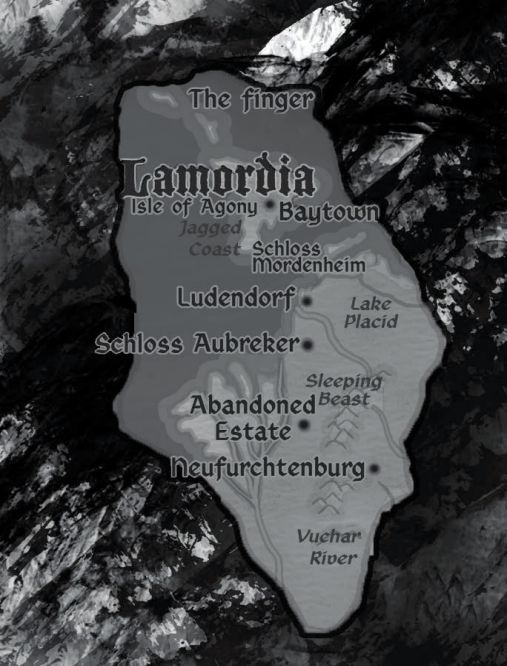 The finger
Lamordia
Isle of Agony
Baytown
Jagged
Coast
Schloss
Mordenheim
Ludendorf
Lake
Placid
Schloss Aubreker
Sleeping
Beast
Abandoned
Estate
Neufurchtenburg
Vuchar
River